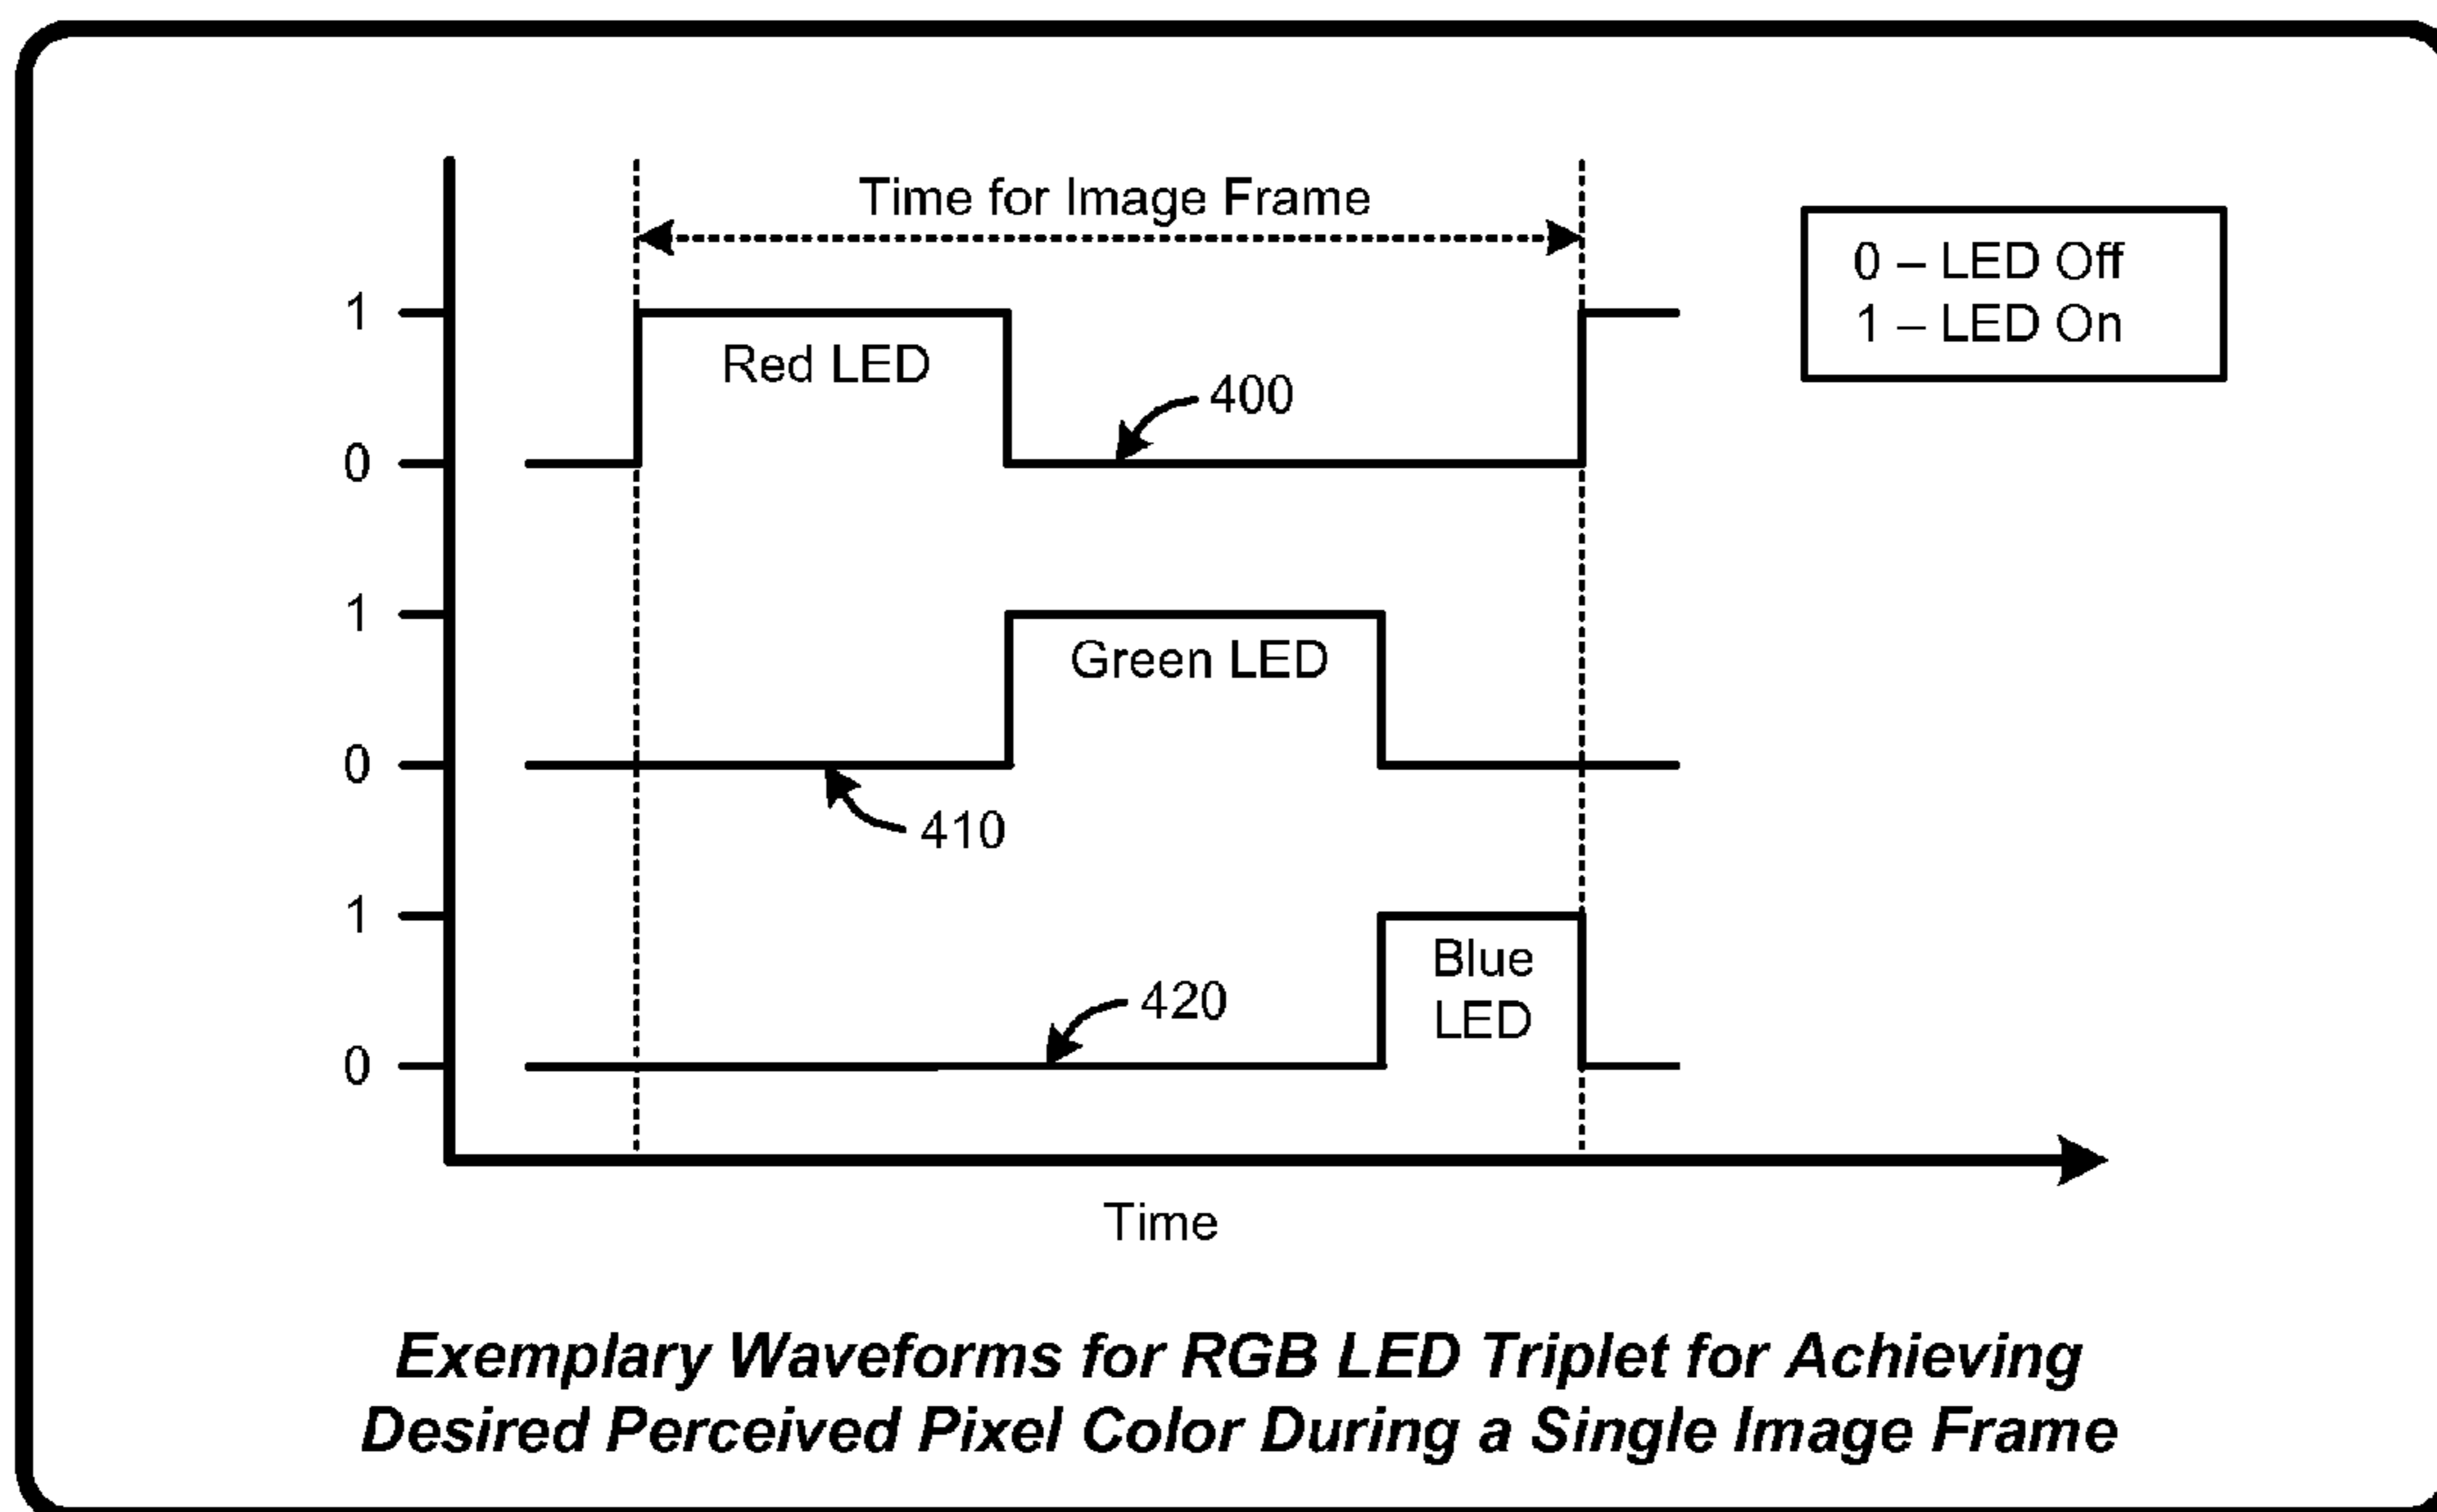 Time for Image Frame
0 – LED Off
1 – LED On
1
Red LED
400
0
1
Green LED
0
410
1
Blue
LED
420
0
Time
Exemplary Waveforms for RGB LED Triplet for Achieving
Desired Perceived Pixel Color During a Single Image Frame